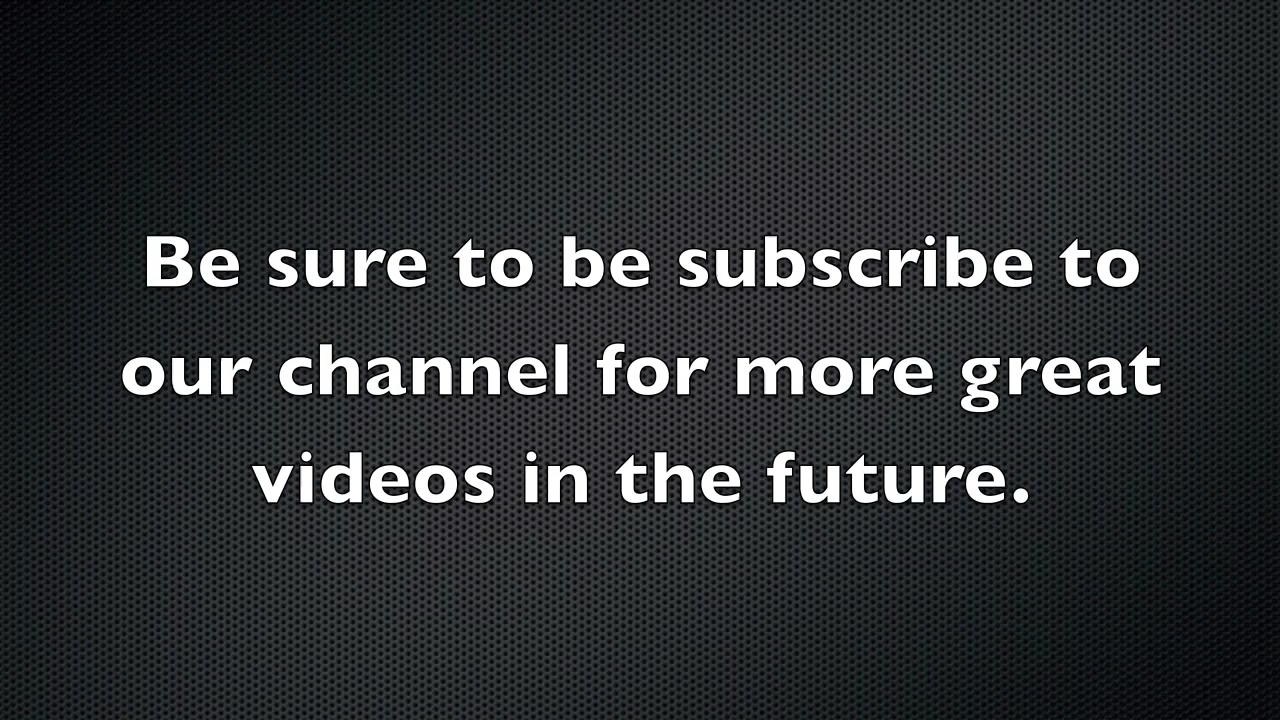 Be sure to be subscribe to
our channel for more great
videos in the future.